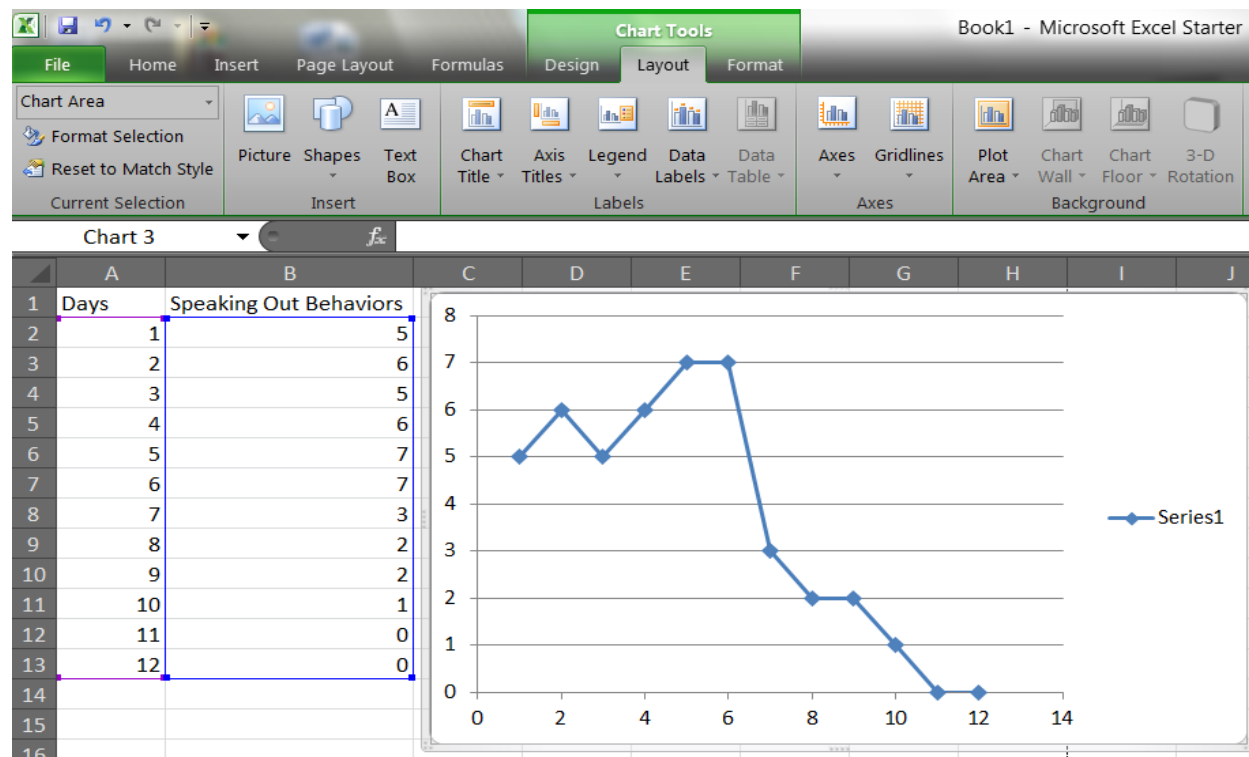 Chart Tools
Book1 - Microsoft Excel Starter
File Home Insert Page Layout Formulas Design Layout Format
Chart Area
Format Selection
Reset to Match Style
Current Selection
Picture Shapes Text Box
Insert
Chart Title Axis Titles Legend Data Labels Data Table
Labels
Axes Gridlines
Axes
Plot Area Chart Wall Chart Floor 3-D Rotation
Background
Chart 3 fx
A B C D E F G H I J
1 Days Speaking Out Behaviors
2 1 5
3 2 6
4 3 5
5 4 6
6 5 7
7 6 7
8 7 3
9 8 2
10 9 2
11 10 1
12 11 0
13 12 0
14
15
16
8
7
6
5
4
3
2
1
0
0 2 4 6 8 10 12 14
Series1